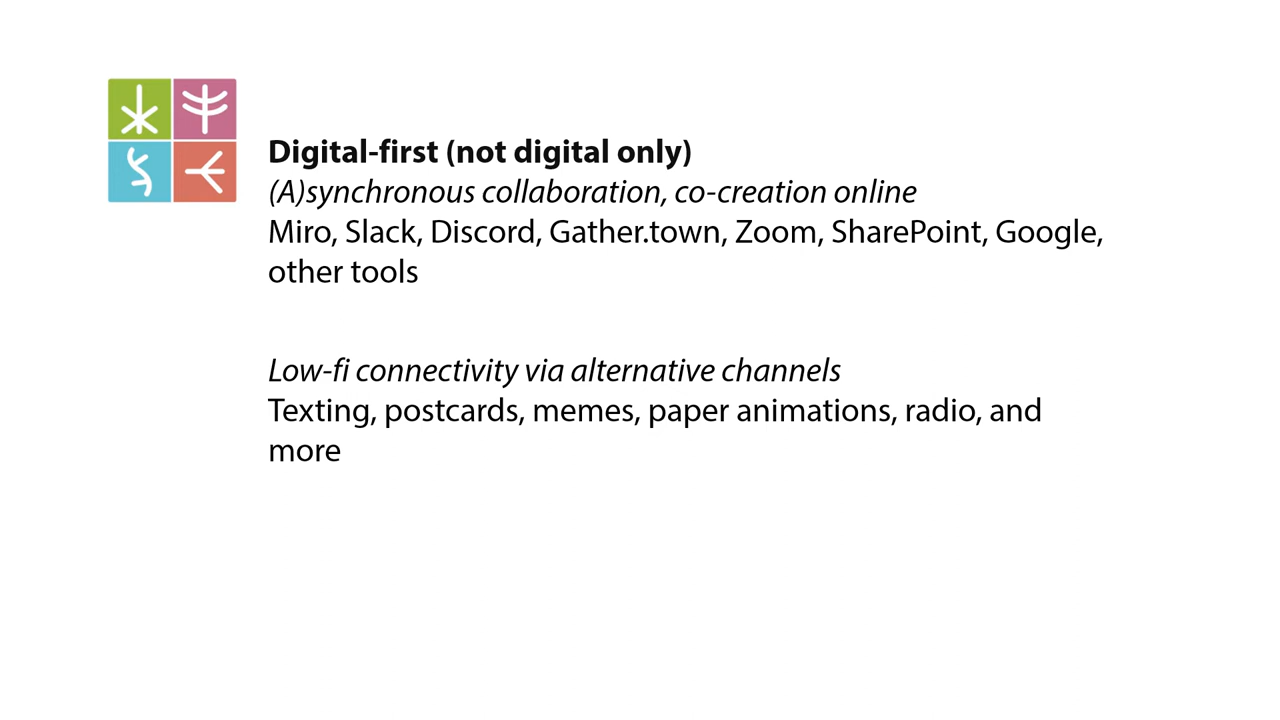 Digital-first (not digital only)
(A)synchronous collaboration, co-creation online
Miro, Slack, Discord, Gather.town, Zoom, SharePoint, Google,
other tools
Low-fi connectivity via alternative channels
Texting, postcards, memes, paper animations, radio, and
more